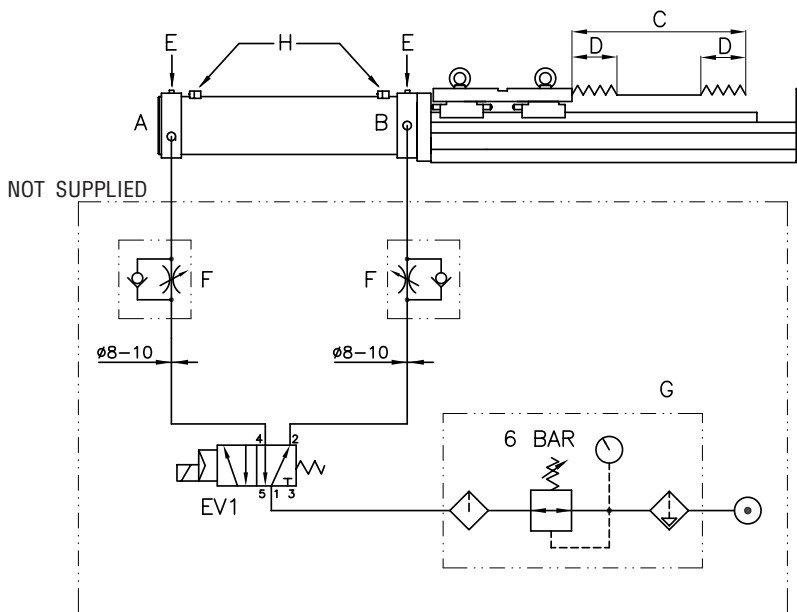 C
E H E D D
A B
NOT SUPPLIED
F F
ø8-10 ø8-10
G
4 2 6 BAR
5 1 3
EV1